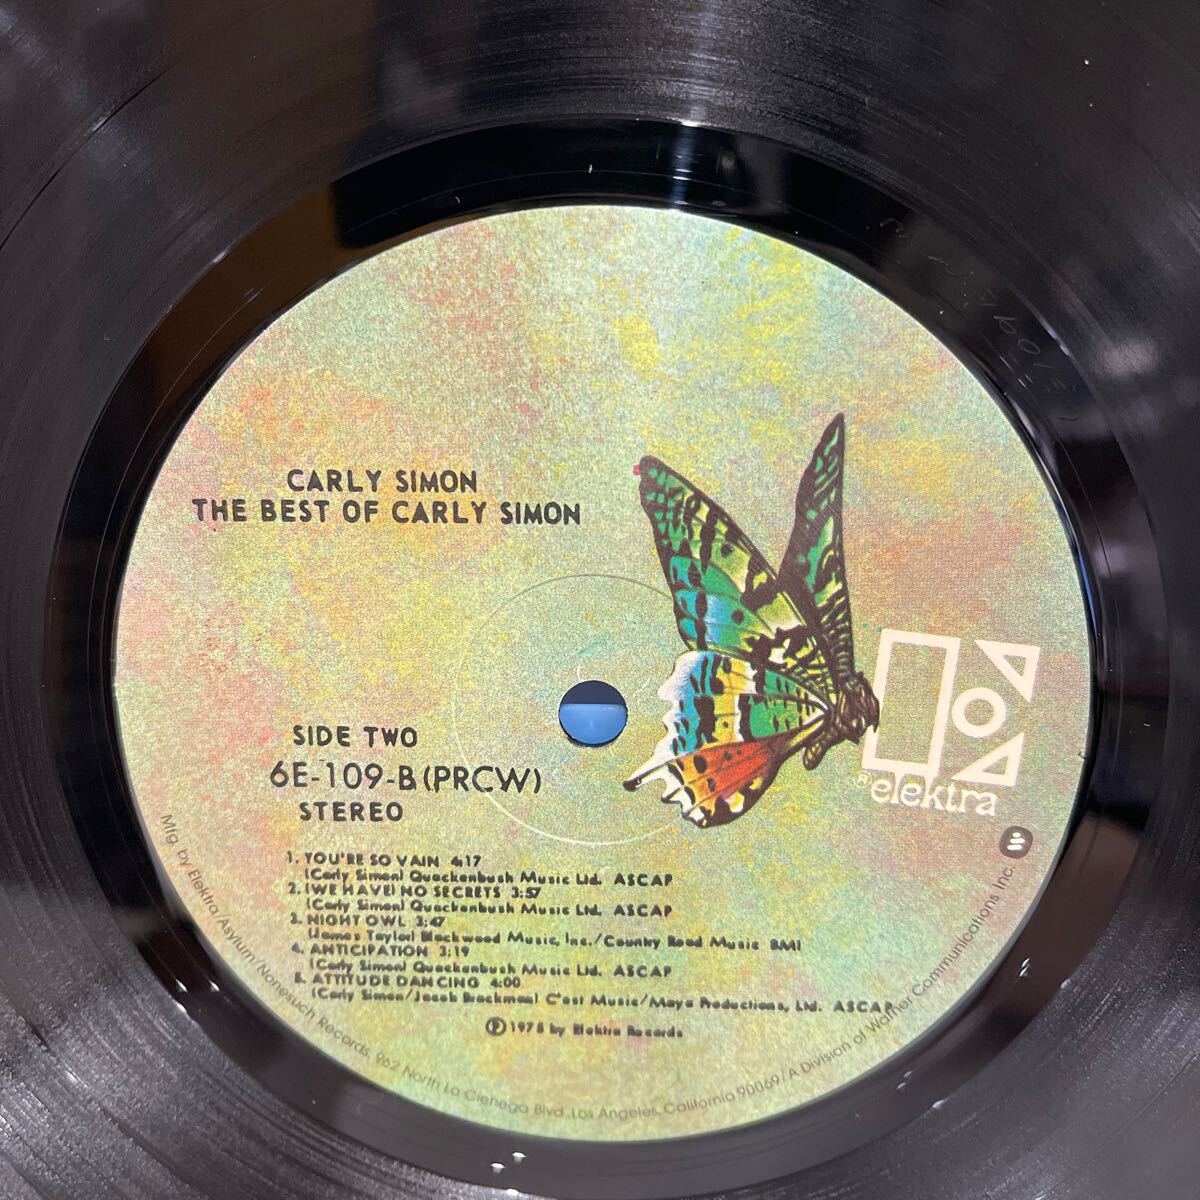 CARLY SIMON
THE BEST OF CARLY SIMON
SIDE TWO
6E-109-B (PRCW)
STEREO
® elektra
1. YOU'RE SO VAIN 4:17
(Carly Simon) Quackenbush Music Ltd. ASCAP
2. (WE HAVE) NO SECRETS 3:57
(Carly Simon) Quackenbush Music Ltd. ASCAP
3. NIGHT OWL 3:47
(James Taylor) Blackwood Music, Inc./Country Road Music BMI
4. ANTICIPATION 3:19
(Carly Simon) Quackenbush Music Ltd. ASCAP
5. ATTITUDE DANCING 4:00
(Carly Simon/Jacob Brackman) C'est Music/Maya Productions, Ltd. ASCAP
℗ 1975 by Elektra Records
Mfg. by Elektra/Asylum/Nonesuch Records, 962 North La Cienega Blvd., Los Angeles, California 90069/A Division of Warner Communications Inc.